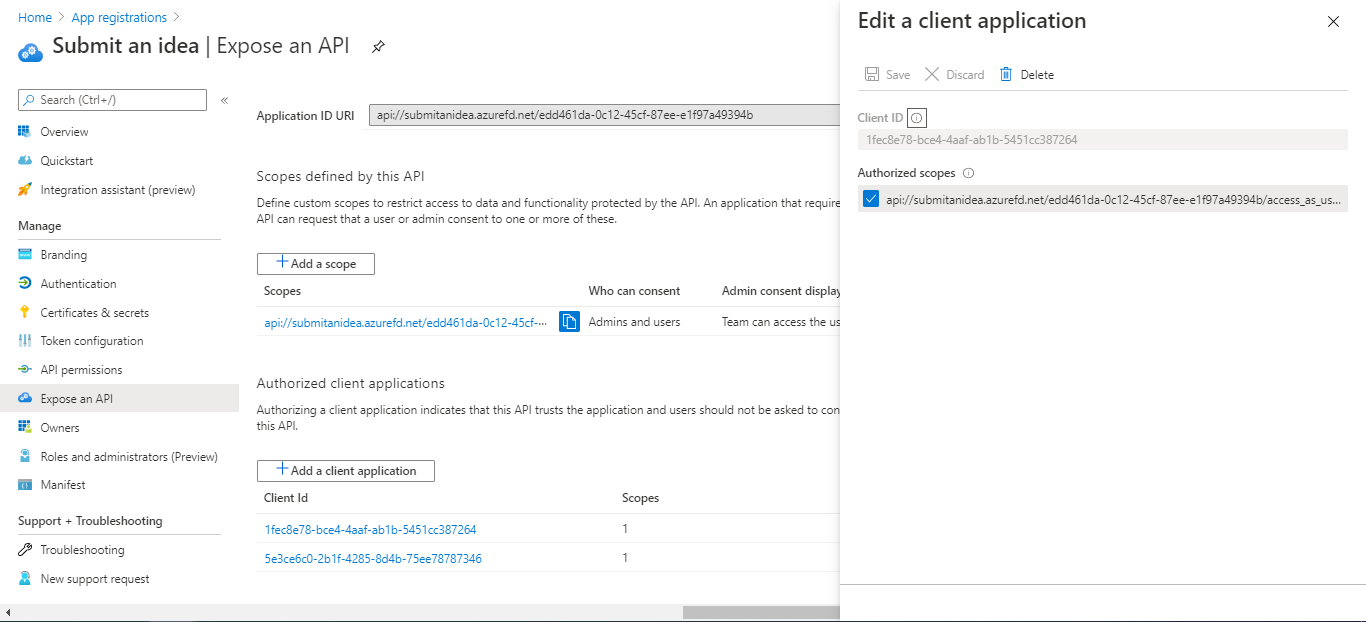 Home > App registrations >
Submit an idea | Expose an API
Search (Ctrl+/)
«
Overview
Quickstart
Integration assistant (preview)
Manage
Branding
Authentication
Certificates & secrets
Token configuration
API permissions
Expose an API
Owners
Roles and administrators (Preview)
Manifest
Support + Troubleshooting
Troubleshooting
New support request
Application ID URI
api://submitanidea.azurefd.net/edd461da-0c12-45cf-87ee-e1f97a49394b
Scopes defined by this API
Define custom scopes to restrict access to data and functionality protected by the API. An application that require
API can request that a user or admin consent to one or more of these.
Add a scope
Scopes Who can consent Admin consent display
api://submitanidea.azurefd.net/edd461da-0c12-45cf-··· Admins and users Team can access the us
Authorized client applications
Authorizing a client application indicates that this API trusts the application and users should not be asked to con
this API.
Add a client application
Client Id Scopes
1fec8e78-bce4-4aaf-ab1b-5451cc387264 1
5e3ce6c0-2b1f-4285-8d4b-75ee78787346 1
Edit a client application
Save Discard Delete
Client ID
1fec8e78-bce4-4aaf-ab1b-5451cc387264
Authorized scopes
api://submitanidea.azurefd.net/edd461da-0c12-45cf-87ee-e1f97a49394b/access_as_us...